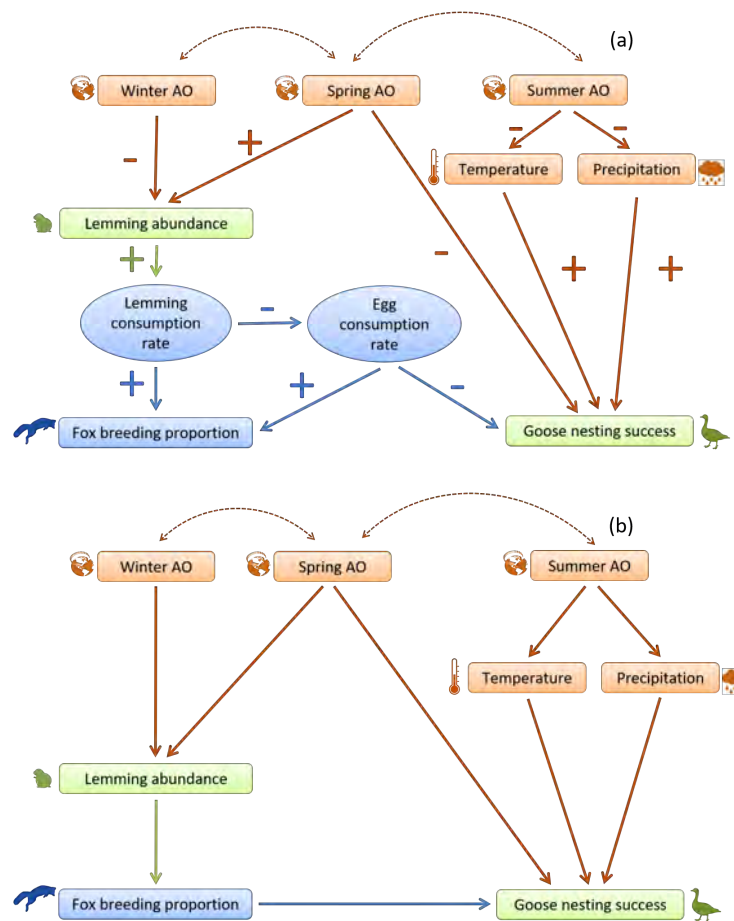 (a)
Winter AO
Spring AO
Summer AO
-
+
-
-
Temperature
Precipitation
Lemming abundance
+
-
+
+
Lemming
consumption
rate
-
Egg
consumption
rate
+
+
-
Fox breeding proportion
Goose nesting success
(b)
Winter AO
Spring AO
Summer AO
Temperature
Precipitation
Lemming abundance
Fox breeding proportion
Goose nesting success